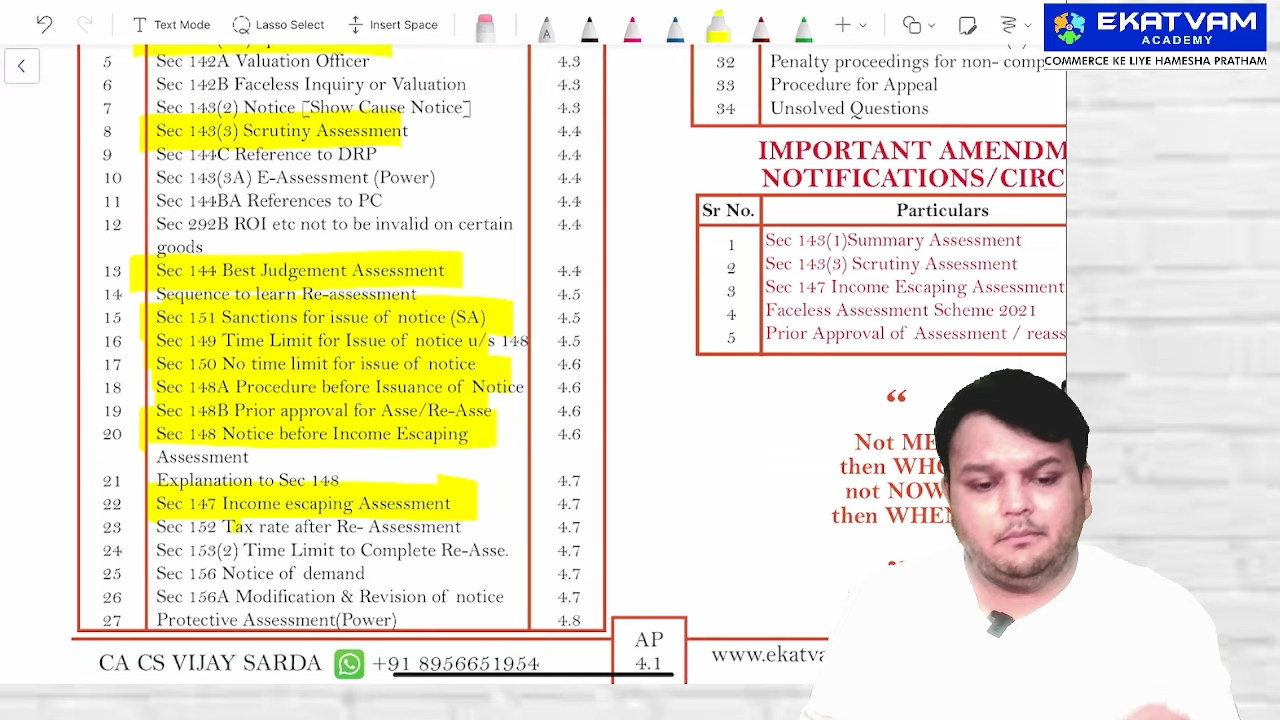 Text Mode Lasso Select Insert Space
EKATVAM
ACADEMY
COMMERCE KE LIYE HAMESHA PRATHAM
5 Sec 142A Valuation Officer 4.3
6 Sec 142B Faceless Inquiry or Valuation 4.3
7 Sec 143(2) Notice [Show Cause Notice] 4.3
8 Sec 143(3) Scrutiny Assessment 4.4
9 Sec 144C Reference to DRP 4.4
10 Sec 143(3A) E-Assessment (Power) 4.4
11 Sec 144BA References to PC 4.4
12 Sec 292B ROI etc not to be invalid on certain 4.4
goods
13 Sec 144 Best Judgement Assessment 4.4
14 Sequence to learn Re-assessment 4.5
15 Sec 151 Sanctions for issue of notice (SA) 4.5
16 Sec 149 Time Limit for Issue of notice u/s 148 4.5
17 Sec 150 No time limit for issue of notice 4.6
18 Sec 148A Procedure before Issuance of Notice 4.6
19 Sec 148B Prior approval for Asse/Re-Asse 4.6
20 Sec 148 Notice before Income Escaping 4.6
Assessment
21 Explanation to Sec 148 4.7
22 Sec 147 Income escaping Assessment 4.7
23 Sec 152 Tax rate after Re- Assessment 4.7
24 Sec 153(2) Time Limit to Complete Re-Asse. 4.7
25 Sec 156 Notice of demand 4.7
26 Sec 156A Modification & Revision of notice 4.7
27 Protective Assessment(Power) 4.8
32 Penalty proceedings for non- comp
33 Procedure for Appeal
34 Unsolved Questions
IMPORTANT AMENDM
NOTIFICATIONS/CIRC
Sr No. Particulars
1 Sec 143(1)Summary Assessment
2 Sec 143(3) Scrutiny Assessment
3 Sec 147 Income Escaping Assessment
4 Faceless Assessment Scheme 2021
5 Prior Approval of Assessment / reass
“
Not ME
then WHO
not NOW
then WHEN
”
CA CS VIJAY SARDA +91 8956651954
AP
4.1
www.ekatva